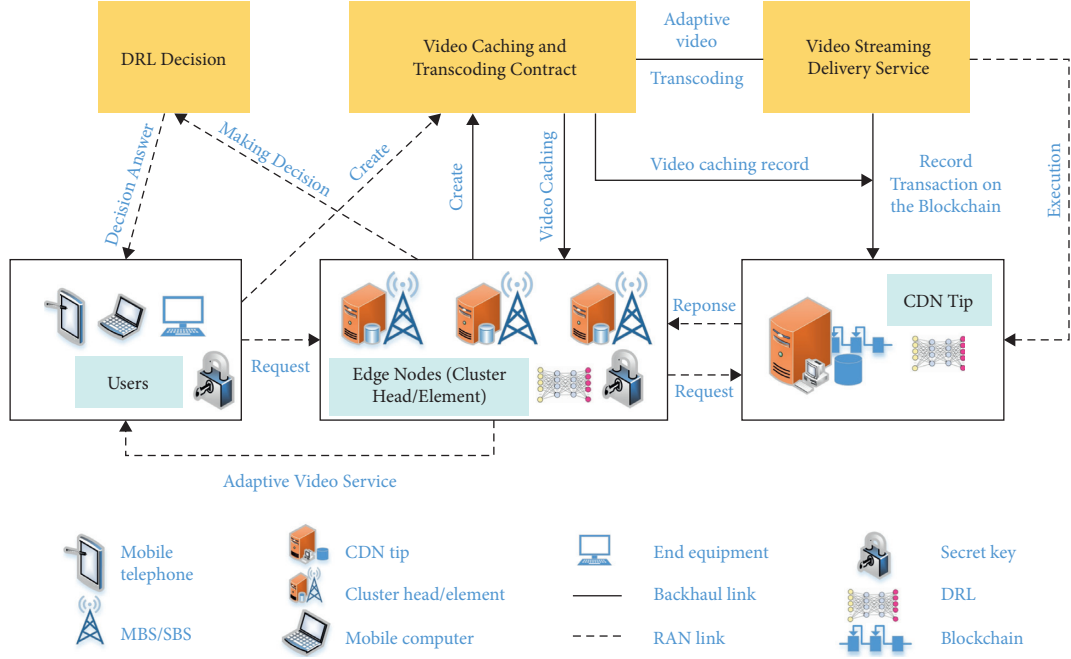 DRL Decision
Video Caching and
Transcoding Contract
Adaptive
video
Transcoding
Video Streaming
Delivery Service
Decision Answer
Making Decision
Create
Create
Video Caching
Video caching record
Record
Transaction on
the Blockchain
Execution
Users
Request
Edge Nodes (Cluster
Head/Element)
Reponse
Request
CDN Tip
Adaptive Video Service
Mobile
telephone
CDN tip
End equipment
Secret key
Cluster head/element
Backhaul link
DRL
MBS/SBS
Mobile computer
RAN link
Blockchain